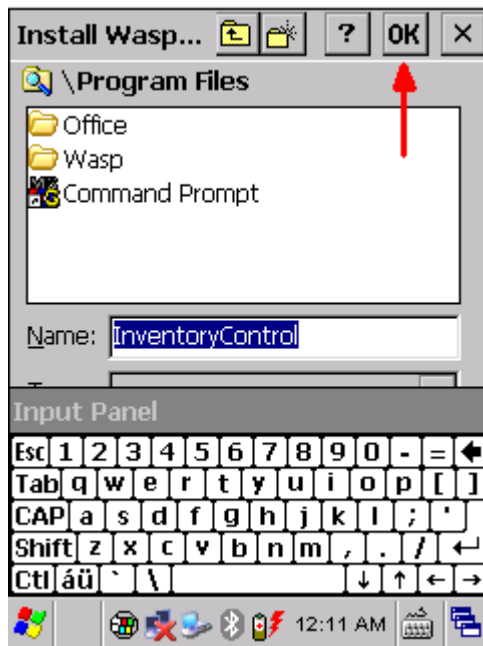 Install Wasp... ? OK ×
\Program Files
Office
Wasp
Command Prompt
Name: InventoryControl
Input Panel
Esc 1 2 3 4 5 6 7 8 9 0 - =
Tab q w e r t y u i o p [ ]
CAP a s d f g h j k l ; '
Shift z x c v b n m , . /
Ctl áü ` \
12:11 AM